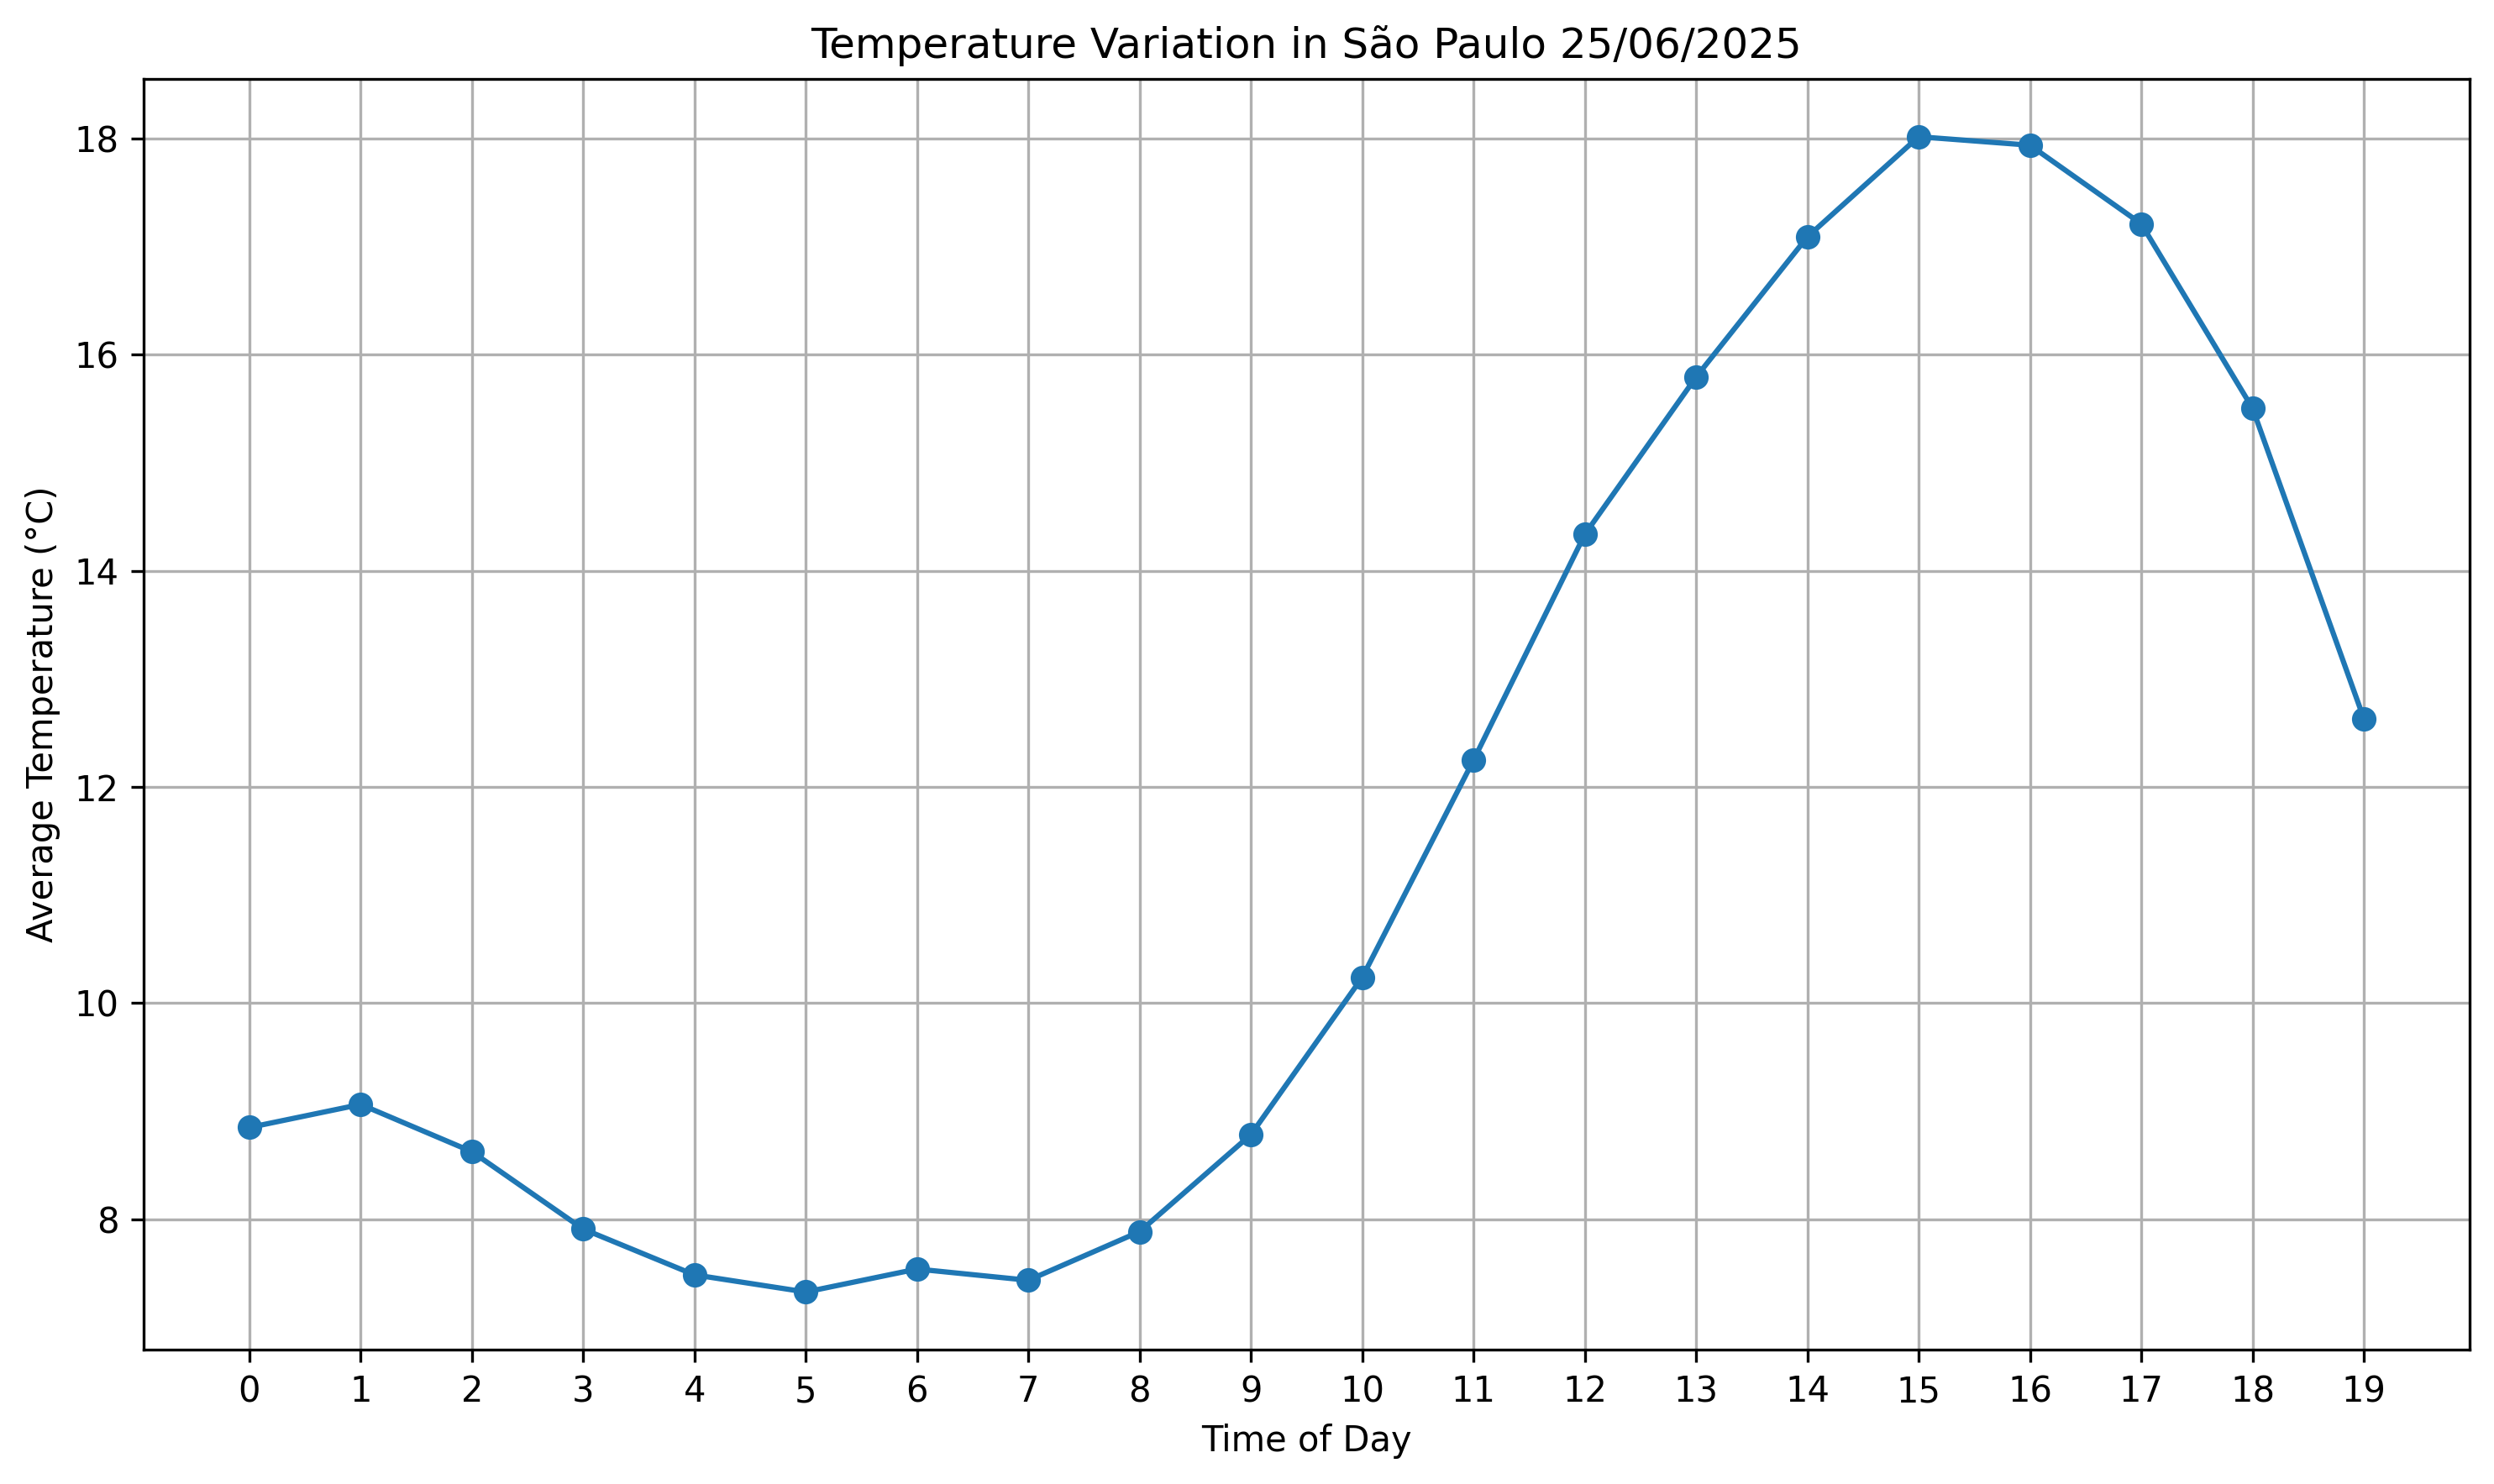 Temperature Variation in São Paulo 25/06/2025
Average Temperature (°C)
18
16
14
12
10
8
0 1 2 3 4 5 6 7 8 9 10 11 12 13 14 15 16 17 18 19
Time of Day